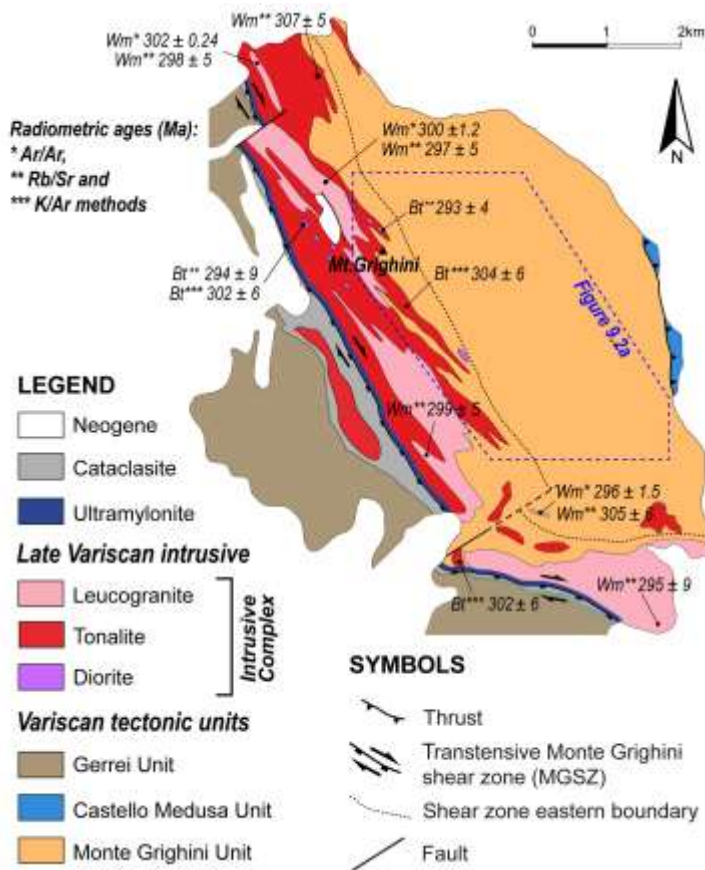 Wm** 307 ± 5
Wm* 302 ± 0.24
Wm** 298 ± 5
0 1 2km
Radiometric ages (Ma):
* Ar/Ar,
** Rb/Sr and
*** K/Ar methods
Wm* 300 ±1.2
Wm** 297 ± 5
N
Bt** 293 ± 4
Mt.Grighini
Bt** 294 ± 9
Bt*** 302 ± 6
Bt*** 304 ± 6
Figure 9.2a
Wm** 299 ± 5
Wm* 296 ± 1.5
Wm** 305 ± 6
Bt*** 302 ± 6
Wm** 295 ± 9
LEGEND
Neogene
Cataclasite
Ultramylonite
Late Variscan intrusive
Leucogranite
Tonalite
Diorite
Intrusive
Complex
Variscan tectonic units
Gerrei Unit
Castello Medusa Unit
Monte Grighini Unit
SYMBOLS
Thrust
Transtensive Monte Grighini
shear zone (MGSZ)
Shear zone eastern boundary
Fault